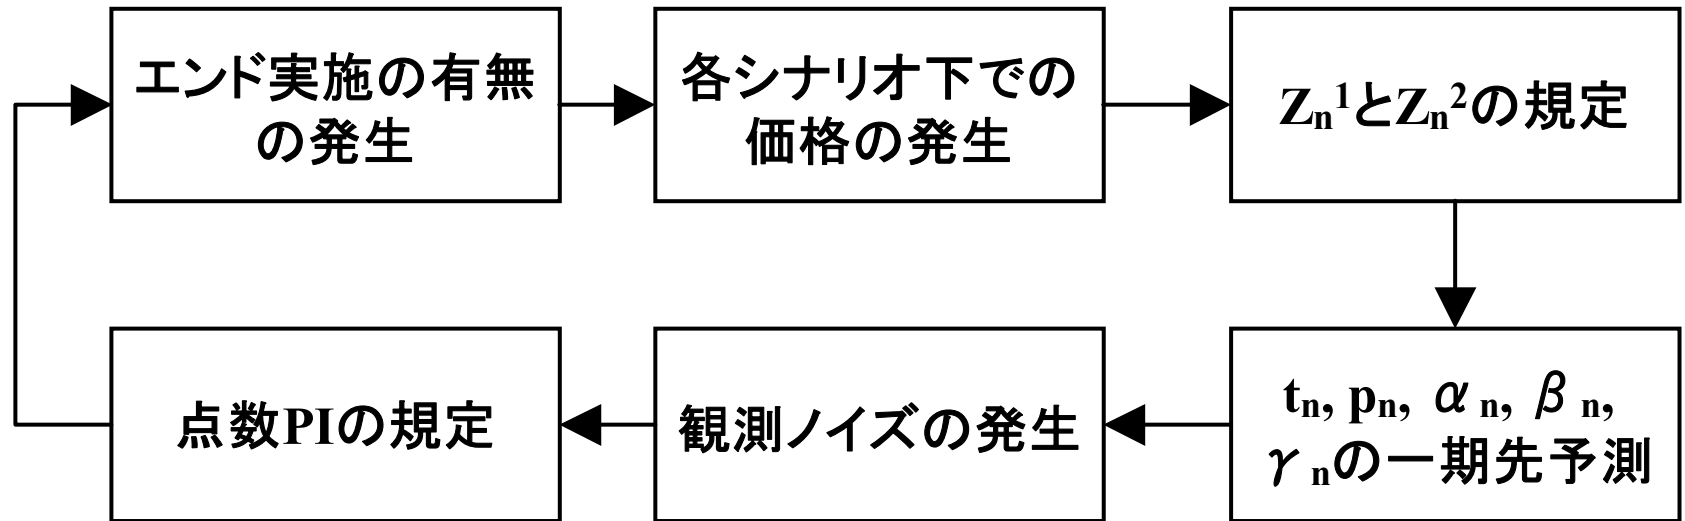 エンド実施の有無
の発生
各シナリオ下での
価格の発生
Zn1とZn2の規定
tn, pn, αn, βn,
γnの一期先予測
観測ノイズの発生
点数PIの規定